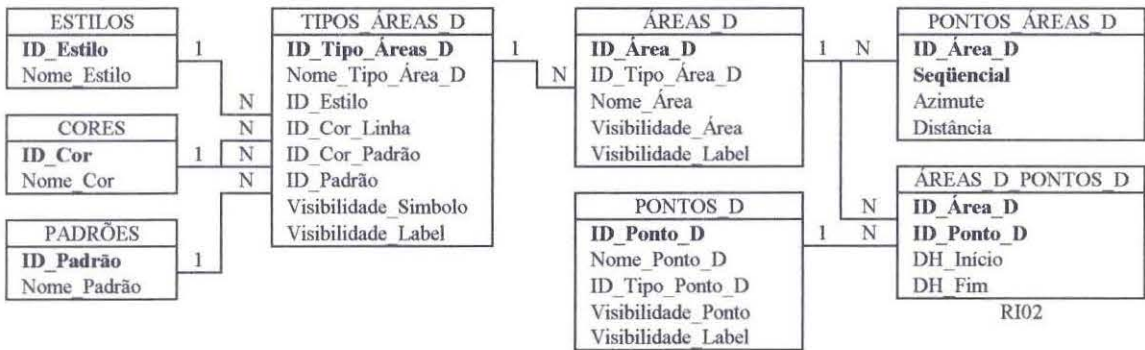 ESTILOS
ID_Estilo
Nome_Estilo
1
CORES
ID_Cor
Nome_Cor
1
PADRÕES
ID_Padrão
Nome_Padrão
1
N
N
N
N
TIPOS_ÁREAS_D
ID_Tipo_Áreas_D
Nome_Tipo_Área_D
ID_Estilo
ID_Cor_Linha
ID_Cor_Padrão
ID_Padrão
Visibilidade_Simbolo
Visibilidade_Label
1
N
ÁREAS_D
ID_Área_D
ID_Tipo_Área_D
Nome_Área
Visibilidade_Área
Visibilidade_Label
1
N
PONTOS_D
ID_Ponto_D
Nome_Ponto_D
ID_Tipo_Ponto_D
Visibilidade_Ponto
Visibilidade_Label
1
N
N
PONTOS_ÁREAS_D
ID_Área_D
Seqüencial
Azimute
Distância
ÁREAS_D_PONTOS_D
ID_Área_D
ID_Ponto_D
DH_Início
DH_Fim
RI02